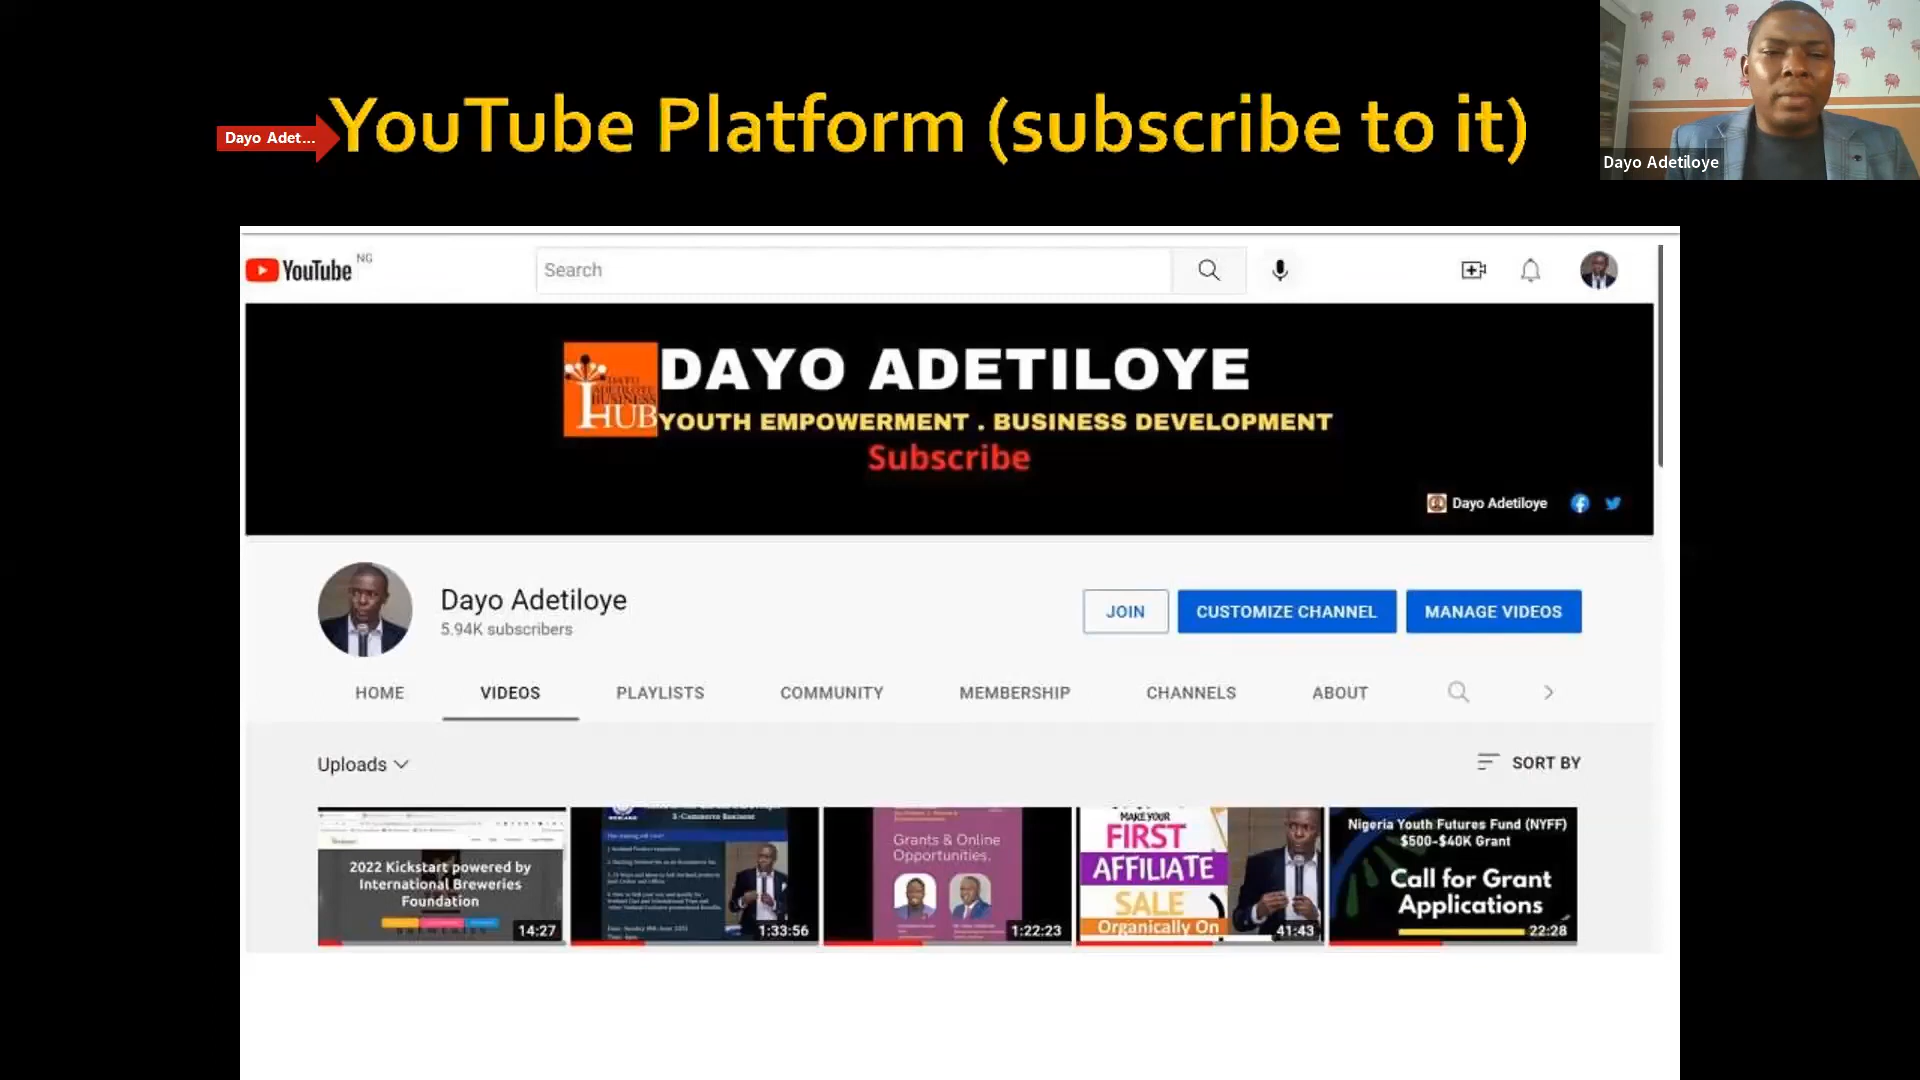 YouTube Platform (subscribe to it)
Dayo Adet...
Dayo Adetiloye
YouTube NG
Search
DAYO ADETILOYE
YOUTH EMPOWERMENT . BUSINESS DEVELOPMENT
Subscribe
DAYO
ADETILOYE
BUSINESS
HUB
Dayo Adetiloye
Dayo Adetiloye
5.94K subscribers
JOIN
CUSTOMIZE CHANNEL
MANAGE VIDEOS
HOME
VIDEOS
PLAYLISTS
COMMUNITY
MEMBERSHIP
CHANNELS
ABOUT
Uploads
SORT BY
2022 Kickstart powered by
International Breweries
Foundation
14:27
E-Commerce Business
1:33:56
Grants & Online
Opportunities.
1:22:23
MAKE YOUR
FIRST
AFFILIATE
SALE
Organically On
41:43
Nigeria Youth Futures Fund (NYFF)
$500-$40K Grant
Call for Grant
Applications
22:28